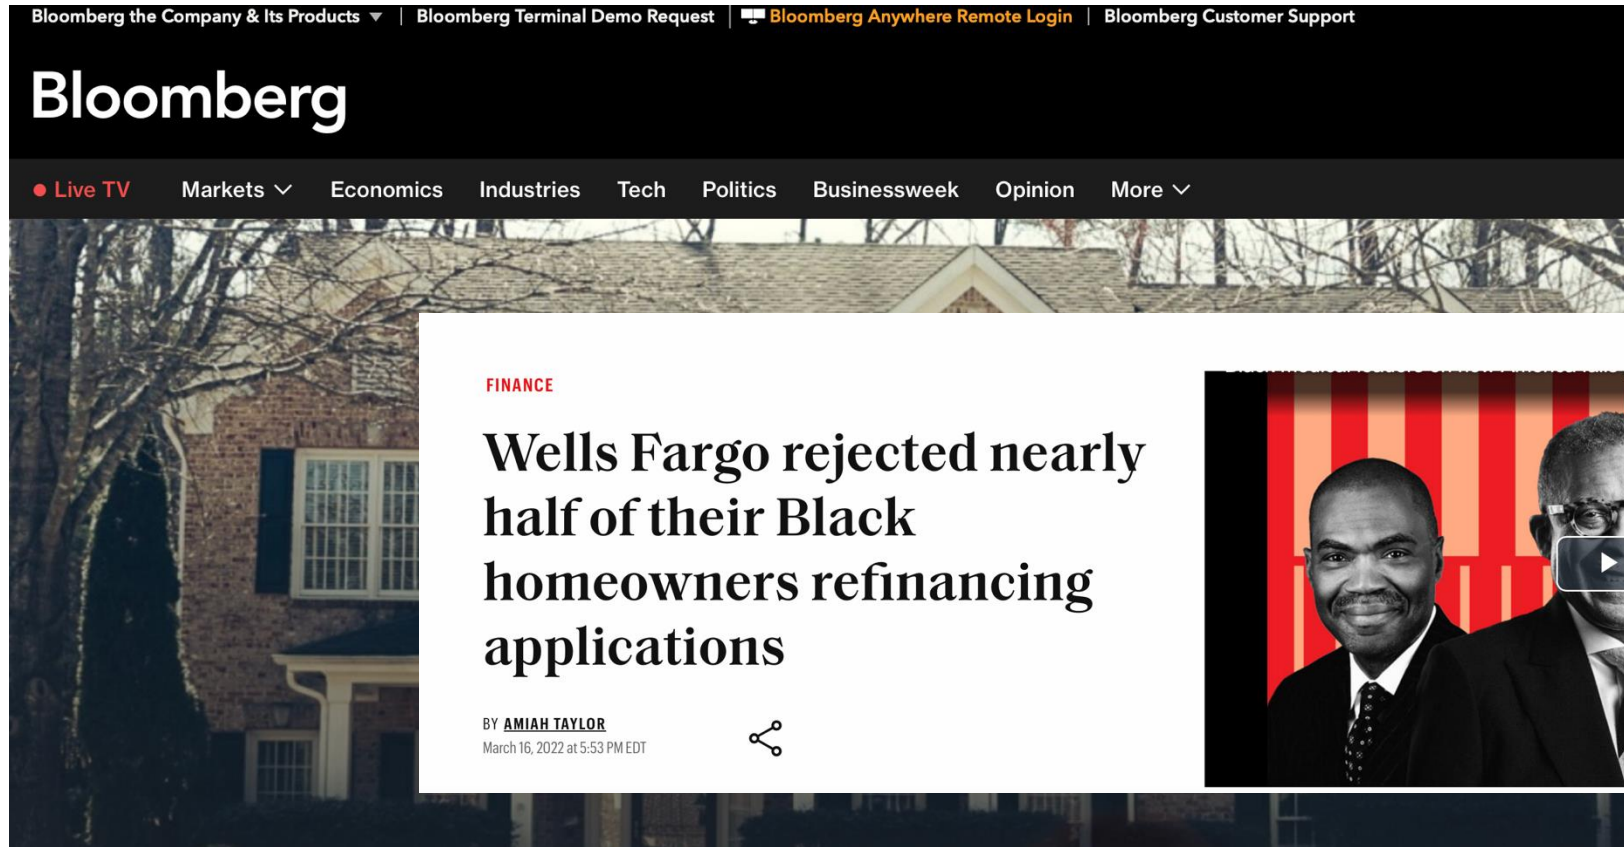 Bloomberg the Company & Its Products ▼ | Bloomberg Terminal Demo Request | Bloomberg Anywhere Remote Login | Bloomberg Customer Support
Bloomberg
Live TV Markets Economics Industries Tech Politics Businessweek Opinion More
FINANCE
Wells Fargo rejected nearly
half of their Black
homeowners refinancing
applications
BY AMIAH TAYLOR
March 16, 2022 at 5:53 PM EDT